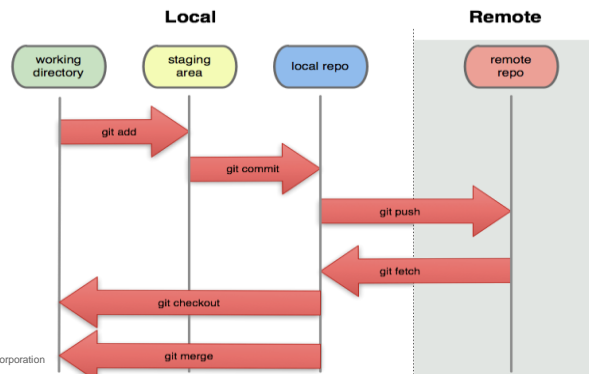 Local
Remote
working
directory
staging
area
local repo
remote
repo
git add
git commit
git push
git fetch
git checkout
git merge
orporation